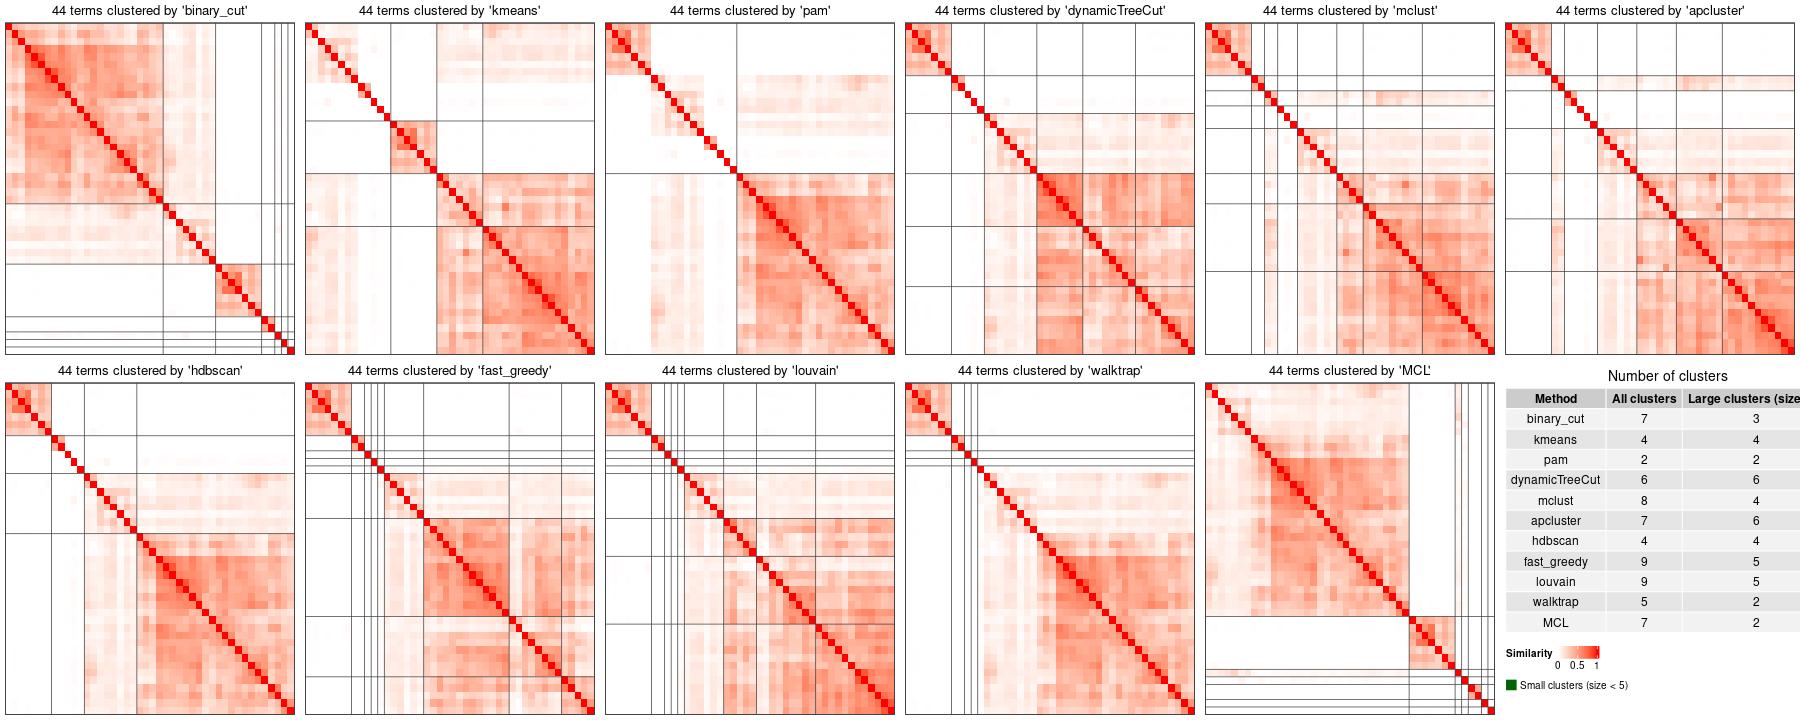 44 terms clustered by 'binary_cut'
44 terms clustered by 'kmeans'
44 terms clustered by 'pam'
44 terms clustered by 'dynamicTreeCut'
44 terms clustered by 'mclust'
44 terms clustered by 'apcluster'
44 terms clustered by 'hdbscan'
44 terms clustered by 'fast_greedy'
44 terms clustered by 'louvain'
44 terms clustered by 'walktrap'
44 terms clustered by 'MCL'
Number of clusters
Method All clusters Large clusters (size
binary_cut 7 3
kmeans 4 4
pam 2 2
dynamicTreeCut 6 6
mclust 8 4
apcluster 7 6
hdbscan 4 4
fast_greedy 9 5
louvain 9 5
walktrap 5 2
MCL 7 2
Similarity
0 0.5 1
Small clusters (size < 5)